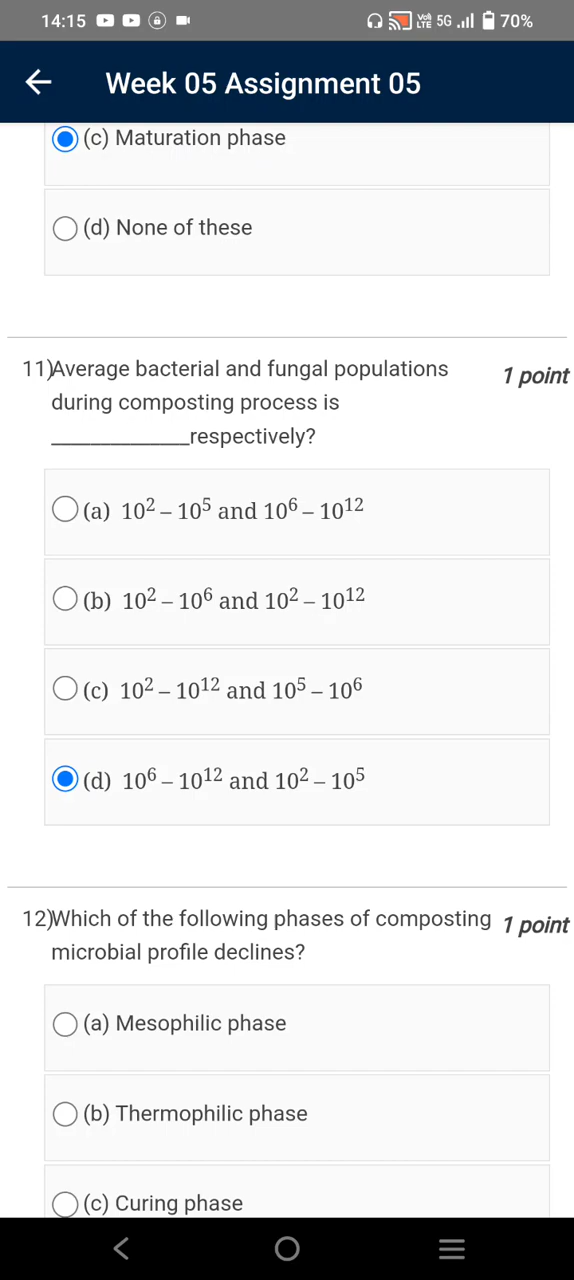 14:15 5G 70%
Week 05 Assignment 05
(c) Maturation phase
(d) None of these
11)Average bacterial and fungal populations 1 point
during composting process is
____________respectively?
(a) 10² – 10⁵ and 10⁶ – 10¹²
(b) 10² – 10⁶ and 10² – 10¹²
(c) 10² – 10¹² and 10⁵ – 10⁶
(d) 10⁶ – 10¹² and 10² – 10⁵
12)Which of the following phases of composting 1 point
microbial profile declines?
(a) Mesophilic phase
(b) Thermophilic phase
(c) Curing phase